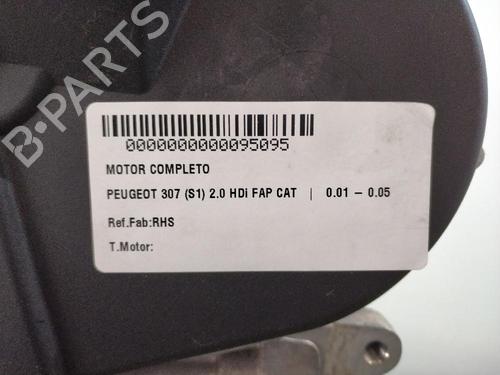 B-PARTS
0000000000095095
MOTOR COMPLETO
PEUGEOT 307 (S1) 2.0 HDi FAP CAT | 0.01 – 0.05
Ref.Fab:RHS
T.Motor: